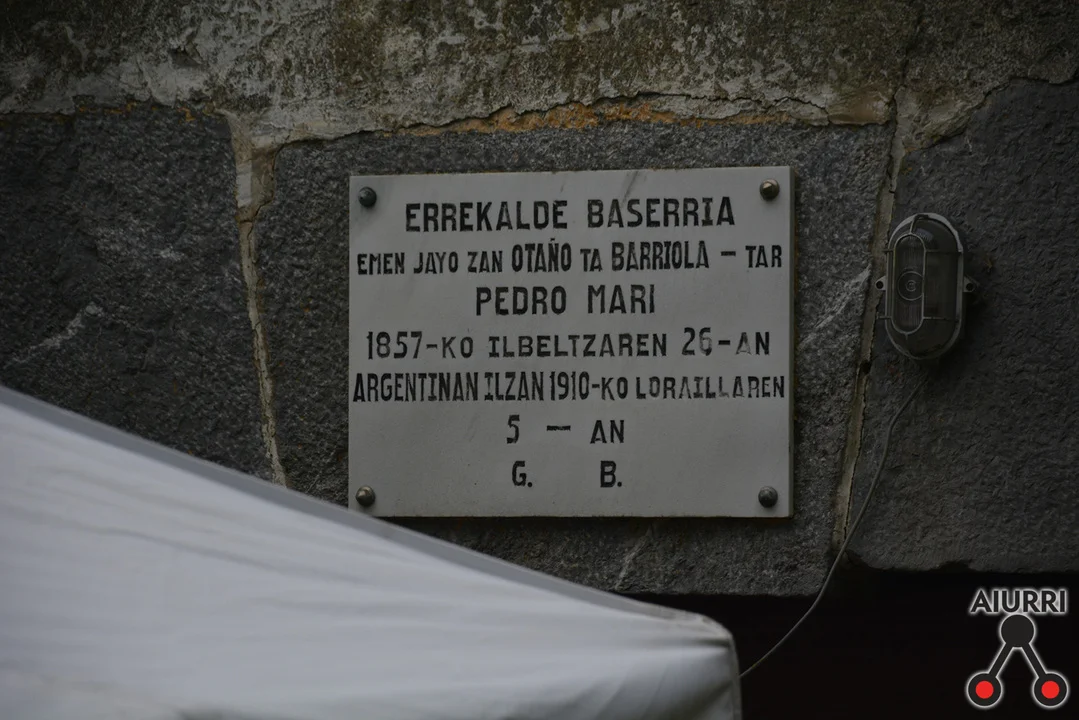 ERREKALDE BASERRIA
EMEN JAYO ZAN OTAÑO TA BARRIOLA - TAR
PEDRO MARI
1857-KO ILBELTZAREN 26-AN
ARGENTINAN ILZAN 1910-KO LORAILLAREN
5 - AN
G. B.
AIURRI